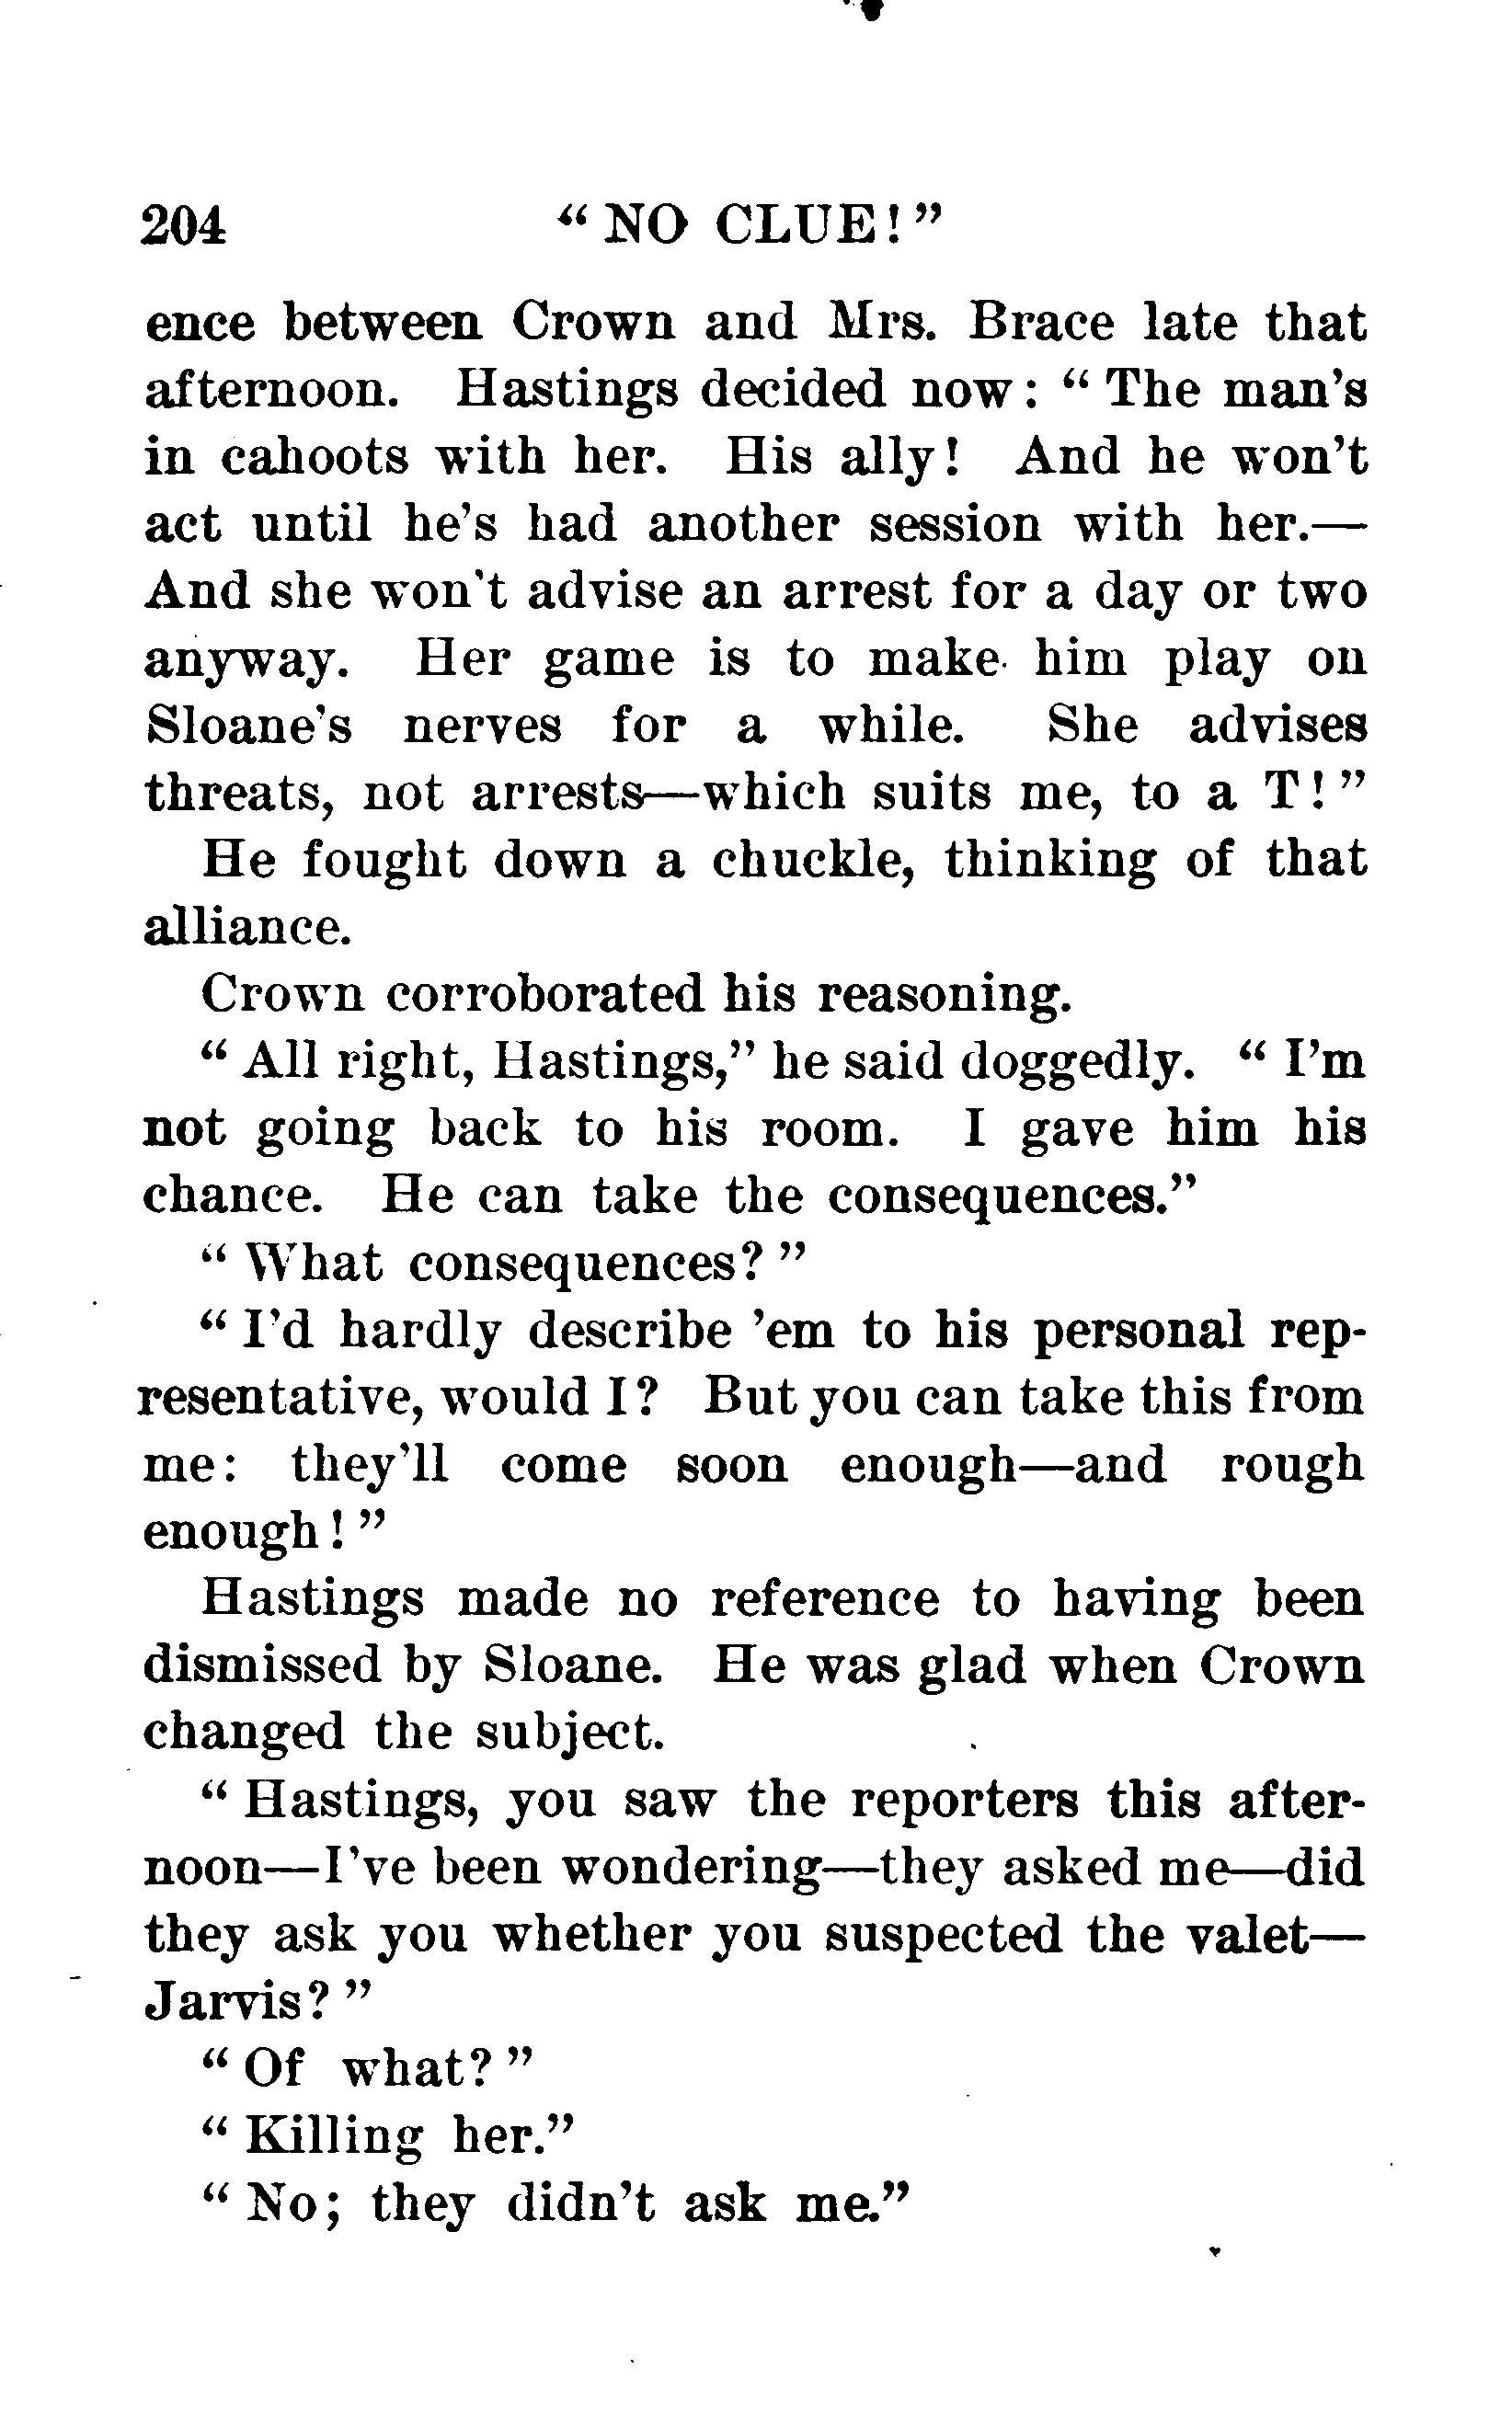 204 "NO CLUE!"
ence between Crown and Mrs. Brace late that
afternoon. Hastings decided now: "The man's
in cahoots with her. His ally! And he won't
act until he's had another session with her.—
And she won't advise an arrest for a day or two
anyway. Her game is to make him play on
Sloane's nerves for a while. She advises
threats, not arrests—which suits me, to a T!"
He fought down a chuckle, thinking of that
alliance.
Crown corroborated his reasoning.
"All right, Hastings," he said doggedly. "I'm
not going back to his room. I gave him his
chance. He can take the consequences."
"What consequences?"
"I'd hardly describe 'em to his personal rep-
resentative, would I? But you can take this from
me: they'll come soon enough—and rough
enough!"
Hastings made no reference to having been
dismissed by Sloane. He was glad when Crown
changed the subject.
"Hastings, you saw the reporters this after-
noon—I've been wondering—they asked me—did
they ask you whether you suspected the valet—
Jarvis?"
"Of what?"
"Killing her."
"No; they didn't ask me."